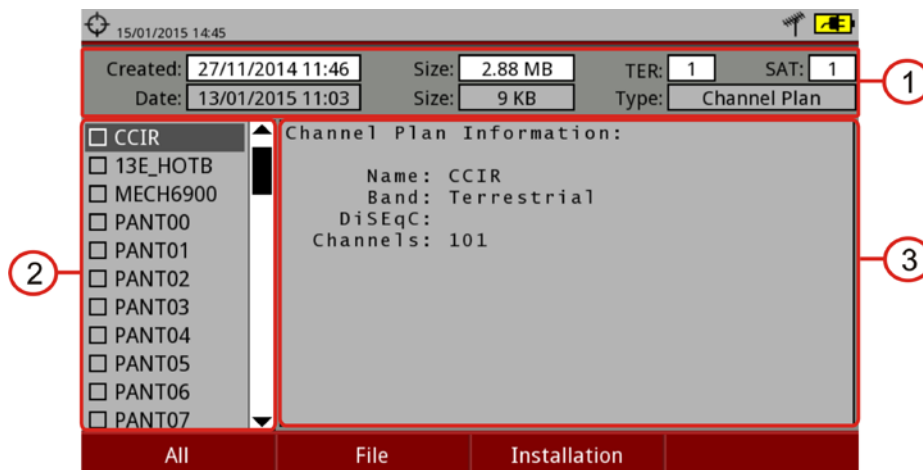 15/01/2015 14:45
Created: 27/11/2014 11:46 Size: 2.88 MB TER: 1 SAT: 1
Date: 13/01/2015 11:03 Size: 9 KB Type: Channel Plan
1
CCIR
13E_HOTB
MECH6900
PANT00
PANT01
PANT02
PANT03
PANT04
PANT05
PANT06
PANT07
2
Channel Plan Information:
Name: CCIR
Band: Terrestrial
DiSEqC:
Channels: 101
3
All File Installation